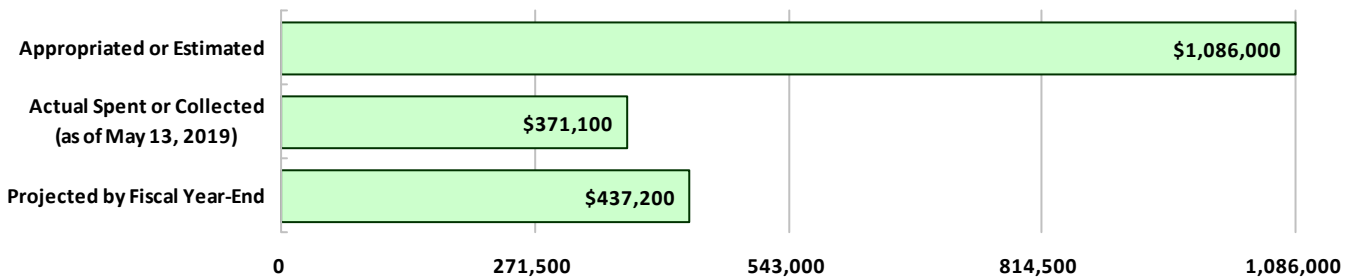 Appropriated or Estimated
$1,086,000
Actual Spent or Collected
(as of May 13, 2019)
$371,100
Projected by Fiscal Year-End
$437,200
0 271,500 543,000 814,500 1,086,000